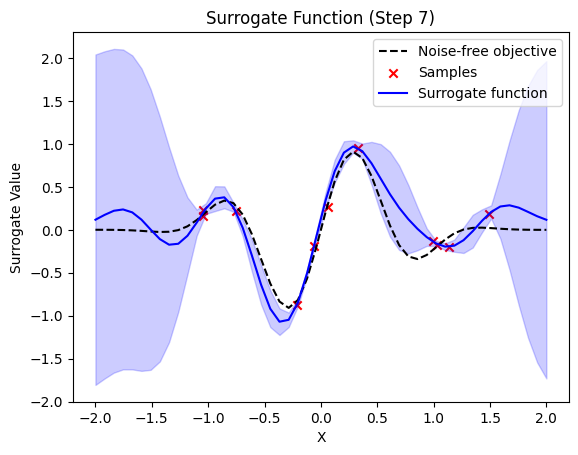 Surrogate Function (Step 7)
Noise-free objective
Samples
Surrogate function
Surrogate Value
2.0
1.5
1.0
0.5
0.0
−0.5
−1.0
−1.5
−2.0
−2.0 −1.5 −1.0 −0.5 0.0 0.5 1.0 1.5 2.0
X